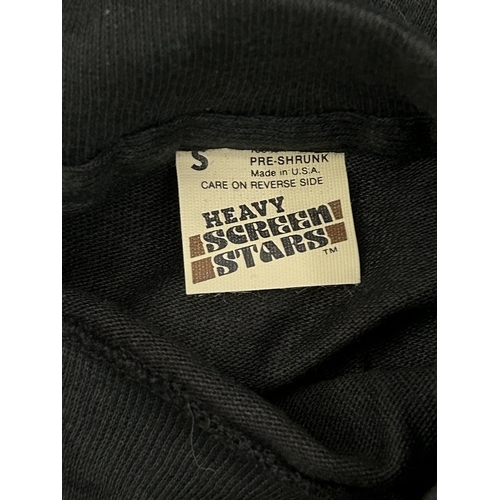 S
PRE-SHRUNK
Made in U.S.A.
CARE ON REVERSE SIDE
HEAVY
SCREEN
STARS ™